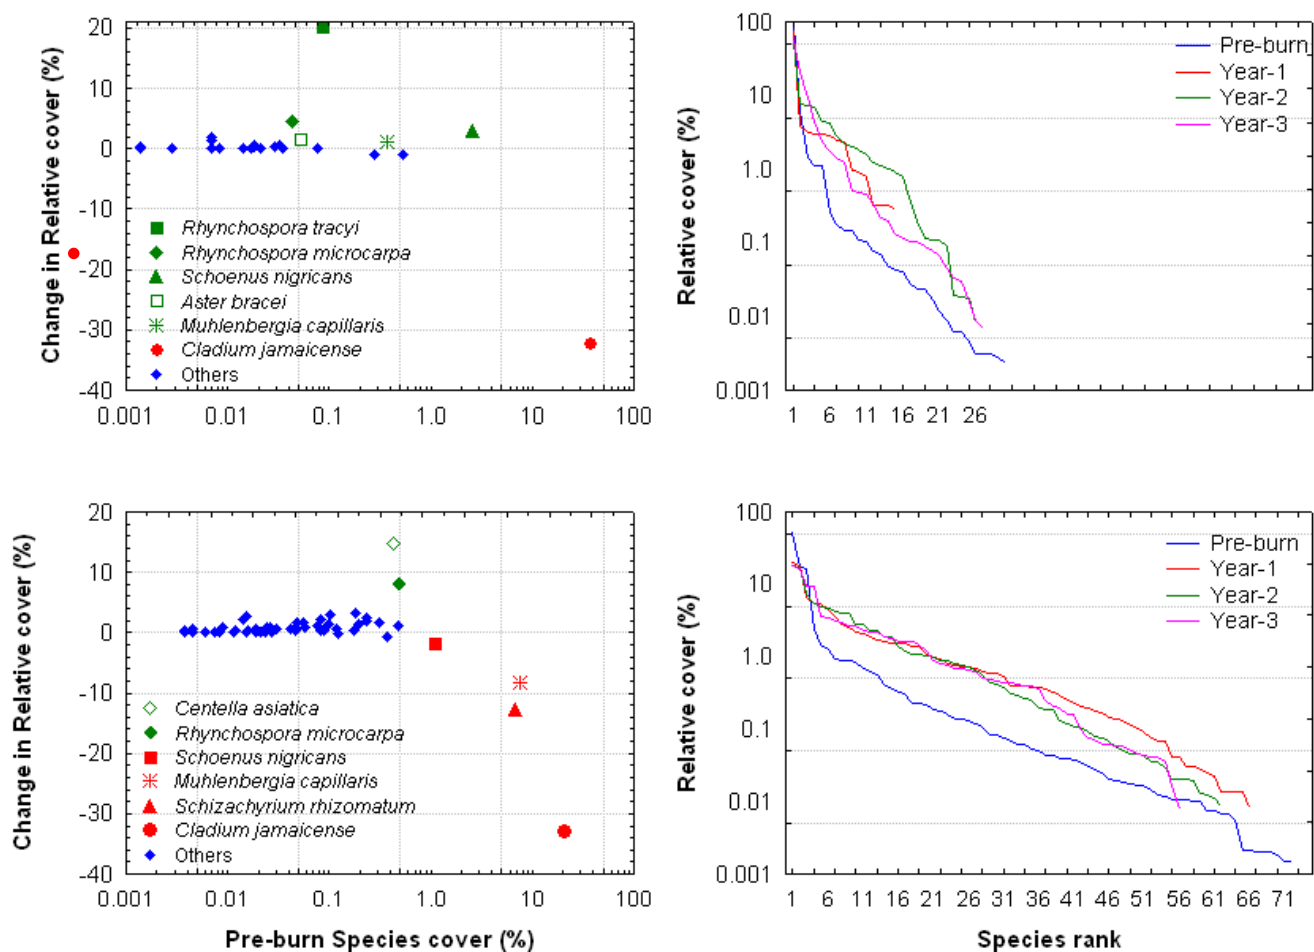 Change in Relative cover (%)
20
10
0
-10
-20
-30
-40
Rhynchospora tracyi
Rhynchospora microcarpa
Schoenus nigricans
Aster bracei
Muhlenbergia capillaris
Cladium jamaicense
Others
0.001 0.01 0.1 1.0 10 100
Relative cover (%)
100
10
1.0
0.1
0.01
0.001
Pre-burn
Year-1
Year-2
Year-3
1 6 11 16 21 26
Change in Relative cover (%)
20
10
0
-10
-20
-30
-40
Centella asiatica
Rhynchospora microcarpa
Schoenus nigricans
Muhlenbergia capillaris
Schizachyrium rhizomatum
Cladium jamaicense
Others
0.001 0.01 0.1 1.0 10 100
Pre-burn Species cover (%)
Relative cover (%)
100
10
1.0
0.1
0.01
0.001
Pre-burn
Year-1
Year-2
Year-3
1 6 11 16 21 26 31 36 41 46 51 56 61 66 71
Species rank